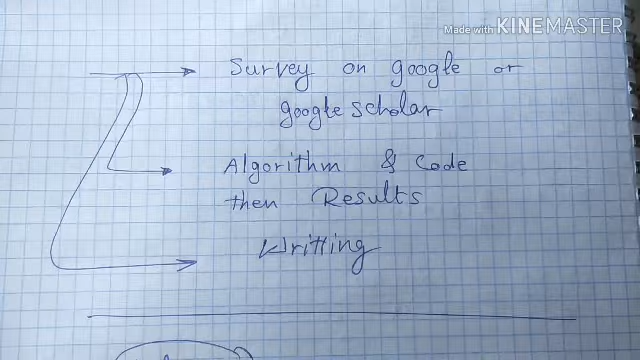 Made with KINEMASTER
Survey on google or
google scholar
Algorithm & Code
then Results
Writting